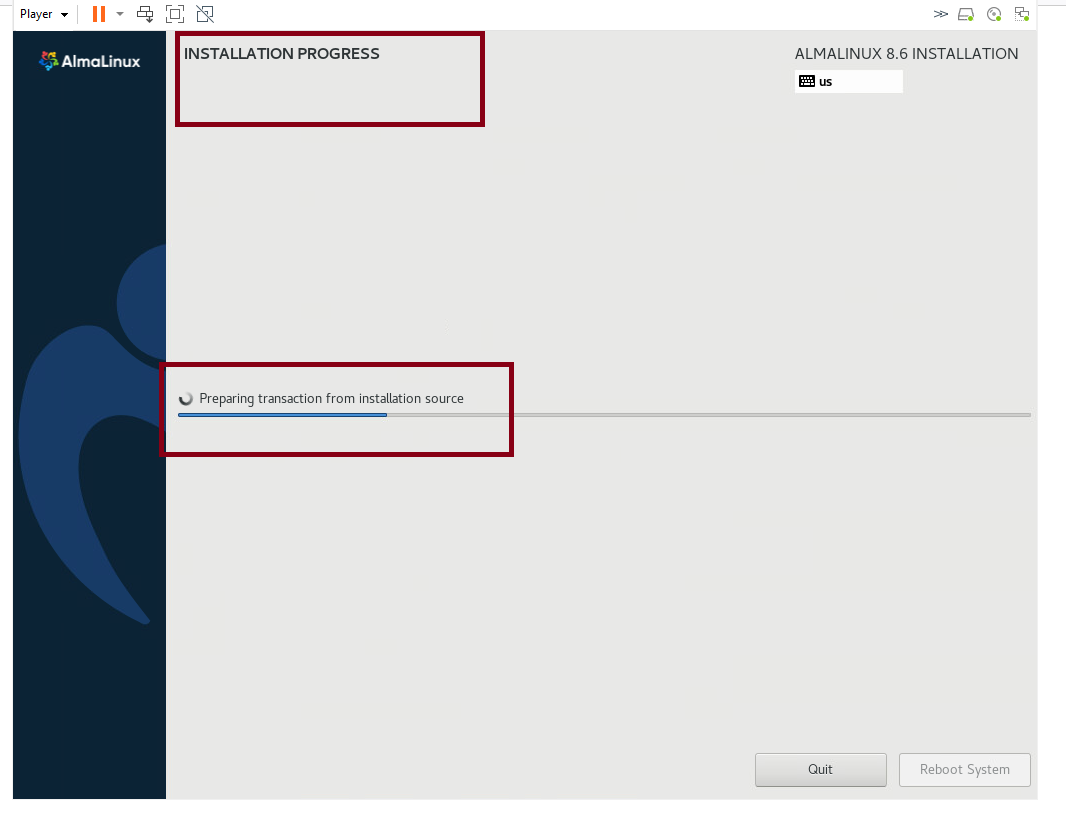 Player
AlmaLinux
INSTALLATION PROGRESS
ALMALINUX 8.6 INSTALLATION
us
Preparing transaction from installation source
Quit
Reboot System